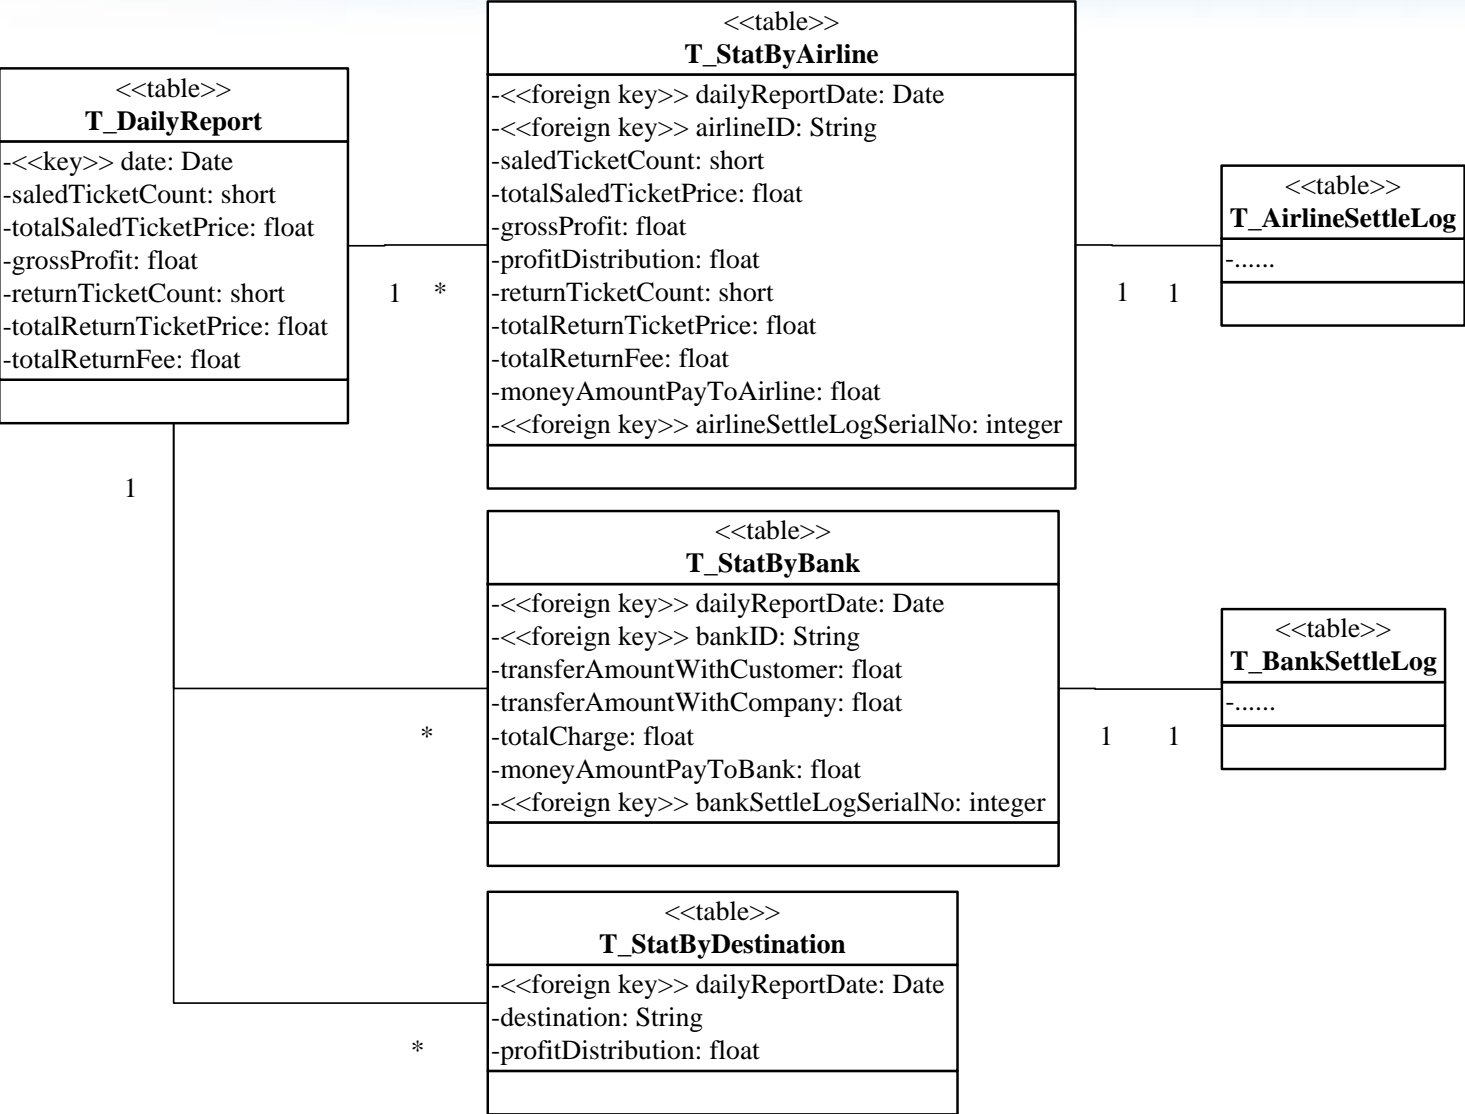 <<table>>
T_DailyReport
-<<key>> date: Date
-saledTicketCount: short
-totalSaledTicketPrice: float
-grossProfit: float
-returnTicketCount: short
-totalReturnTicketPrice: float
-totalReturnFee: float
1 *
1
<<table>>
T_StatByAirline
-<<foreign key>> dailyReportDate: Date
-<<foreign key>> airlineID: String
-saledTicketCount: short
-totalSaledTicketPrice: float
-grossProfit: float
-profitDistribution: float
-returnTicketCount: short
-totalReturnTicketPrice: float
-totalReturnFee: float
-moneyAmountPayToAirline: float
-<<foreign key>> airlineSettleLogSerialNo: integer
1 1
<<table>>
T_AirlineSettleLog
-......
*
<<table>>
T_StatByBank
-<<foreign key>> dailyReportDate: Date
-<<foreign key>> bankID: String
-transferAmountWithCustomer: float
-transferAmountWithCompany: float
-totalCharge: float
-moneyAmountPayToBank: float
-<<foreign key>> bankSettleLogSerialNo: integer
1 1
<<table>>
T_BankSettleLog
-......
*
<<table>>
T_StatByDestination
-<<foreign key>> dailyReportDate: Date
-destination: String
-profitDistribution: float